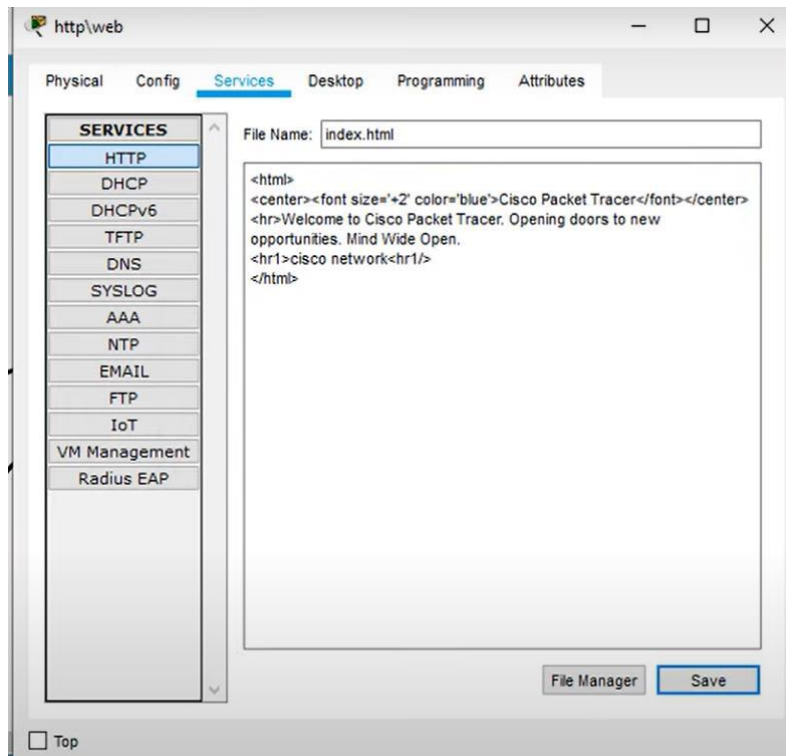 http\web
Physical Config Services Desktop Programming Attributes
SERVICES
HTTP
DHCP
DHCPv6
TFTP
DNS
SYSLOG
AAA
NTP
EMAIL
FTP
IoT
VM Management
Radius EAP
File Name: index.html
<html>
<center><font size='+2' color='blue'>Cisco Packet Tracer</font></center>
<hr>Welcome to Cisco Packet Tracer. Opening doors to new
opportunities. Mind Wide Open.
<hr1>cisco network<hr1/>
</html>
File Manager Save
Top